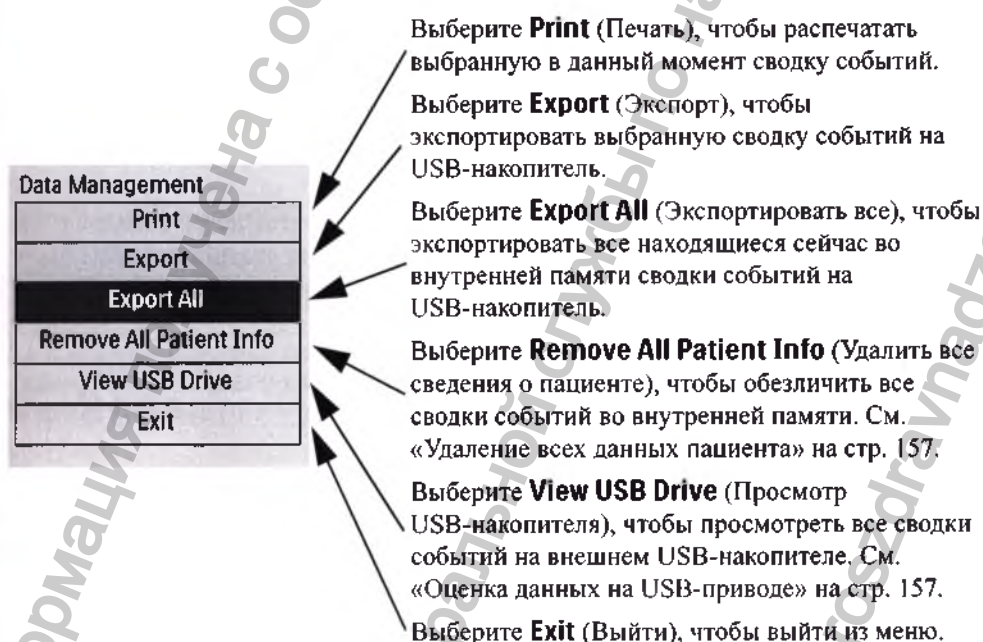 Data Management
Print
Export
Export All
Remove All Patient Info
View USB Drive
Exit
Выберите Print (Печать), чтобы распечатать
выбранную в данный момент сводку событий.
Выберите Export (Экспорт), чтобы
экспортировать выбранную сводку событий на
USB-накопитель.
Выберите Export All (Экспортировать все), чтобы
экспортировать все находящиеся сейчас во
внутренней памяти сводки событий на
USB-накопитель.
Выберите Remove All Patient Info (Удалить все
сведения о пациенте), чтобы обезличить все
сводки событий во внутренней памяти. См.
«Удаление всех данных пациента» на стр. 157.
Выберите View USB Drive (Просмотр
USB-накопителя), чтобы просмотреть все сводки
событий на внешнем USB-накопителе. См.
«Оценка данных на USB-приводе» на стр. 157.
Выберите Exit (Выйти), чтобы выйти из меню.